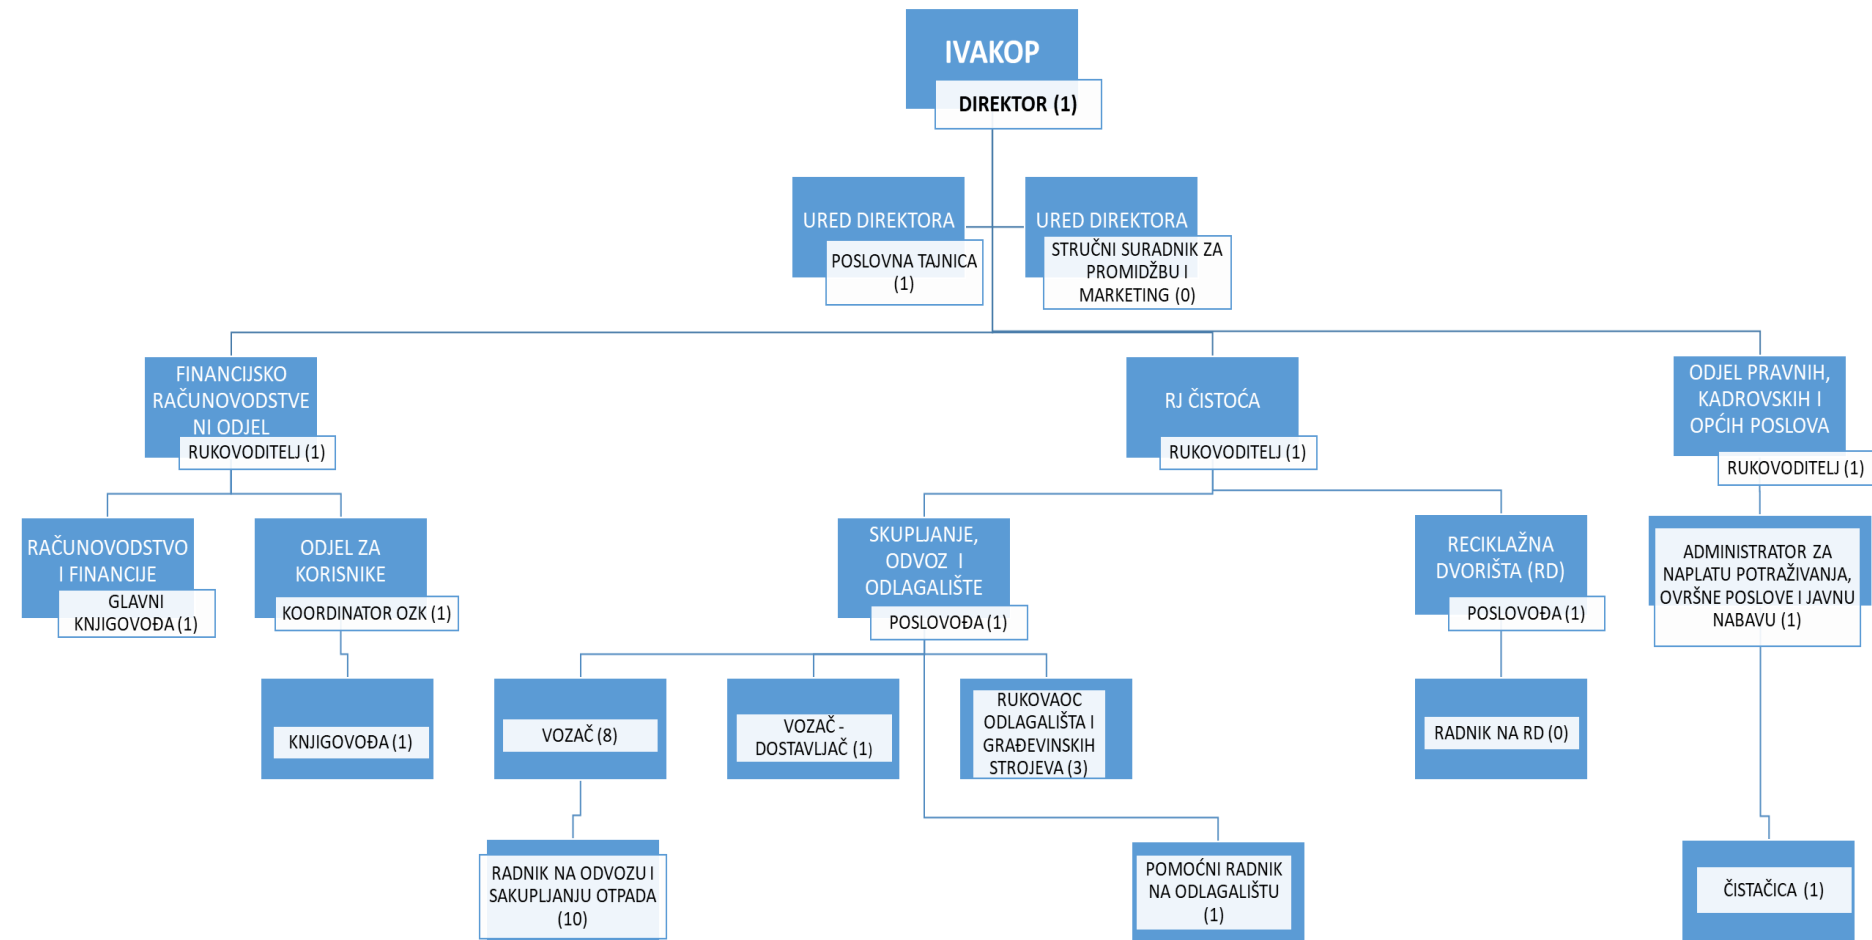 IVAKOP
DIREKTOR (1)
URED DIREKTORA
POSLOVNA TAJNICA
(1)
URED DIREKTORA
STRUČNI SURADNIK ZA
PROMIDŽBU I
MARKETING (0)
FINANCIJSKO
RAČUNOVODSTVE
NI ODJEL
RUKOVODITELJ (1)
RJ ČISTOĆA
RUKOVODITELJ (1)
ODJEL PRAVNIH,
KADROVSKIH I
OPĆIH POSLOVA
RUKOVODITELJ (1)
RAČUNOVODSTVO
I FINANCIJE
GLAVNI
KNJIGOVOĐA (1)
ODJEL ZA
KORISNIKE
KOORDINATOR OZK (1)
SKUPLJANJE,
ODVOZ I
ODLAGALIŠTE
POSLOVOĐA (1)
RECIKLAŽNA
DVORIŠTA (RD)
POSLOVOĐA (1)
ADMINISTRATOR ZA
NAPLATU POTRAŽIVANJA,
OVRŠNE POSLOVE I JAVNU
NABAVU (1)
KNJIGOVOĐA (1)
VOZAČ (8)
VOZAČ -
DOSTAVLJAČ (1)
RUKOVAOC
ODLAGALIŠTA I
GRAĐEVINSKIH
STROJEVA (3)
RADNIK NA RD (0)
RADNIK NA ODVOZU I
SAKUPLJANJU OTPADA
(10)
POMOĆNI RADNIK
NA ODLAGALIŠTU
(1)
ČISTAČICA (1)